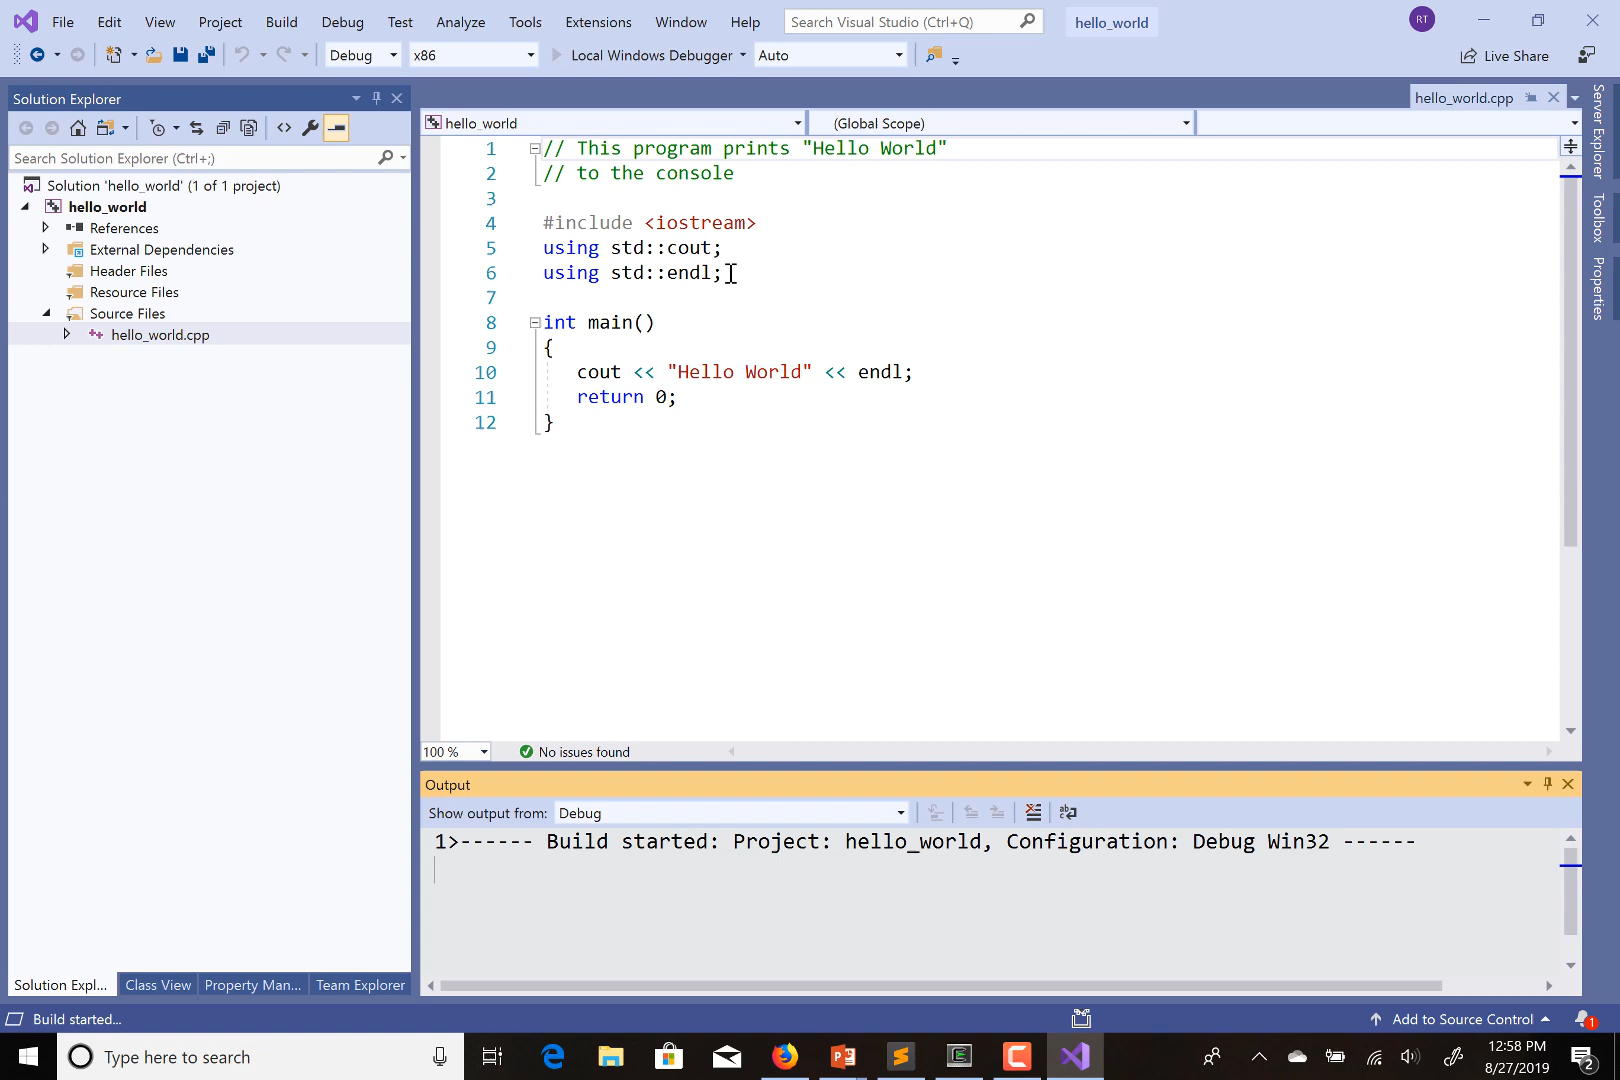 File Edit View Project Build Debug Test Analyze Tools Extensions Window Help Search Visual Studio (Ctrl+Q) hello_world RT
Debug x86 Local Windows Debugger Auto Live Share
Solution Explorer
Search Solution Explorer (Ctrl+;)
Solution 'hello_world' (1 of 1 project)
hello_world
References
External Dependencies
Header Files
Resource Files
Source Files
hello_world.cpp
Solution Expl... Class View Property Man... Team Explorer
hello_world.cpp
hello_world (Global Scope)
1 // This program prints "Hello World"
2 // to the console
3
4 #include <iostream>
5 using std::cout;
6 using std::endl;
7
8 int main()
9 {
10 cout << "Hello World" << endl;
11 return 0;
12 }
100 % No issues found
Output
Show output from: Debug
1>------ Build started: Project: hello_world, Configuration: Debug Win32 ------
Server Explorer
Toolbox
Properties
Build started... Add to Source Control 1
Type here to search
12:58 PM
8/27/2019
2